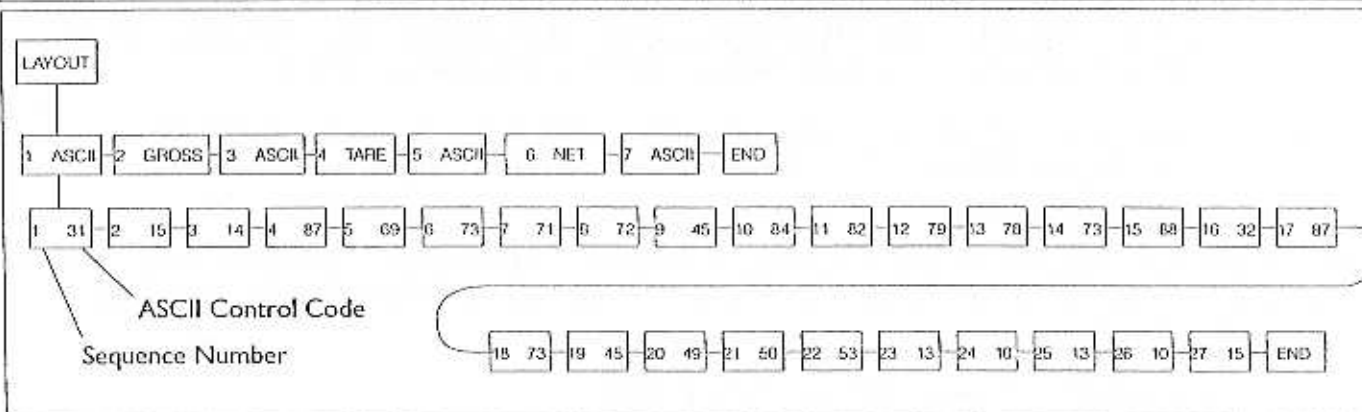 LAYOUT
1 ASCII 2 GROSS 3 ASCII 4 TARE 5 ASCII 6 NET 7 ASCII END
1 31 2 15 3 14 4 87 5 69 6 73 7 71 8 72 9 45 10 84 11 82 12 79 13 78 14 73 15 88 16 32 17 87
ASCII Control Code
Sequence Number
18 73 19 45 20 49 21 50 22 53 23 13 24 10 25 13 26 10 27 15 END